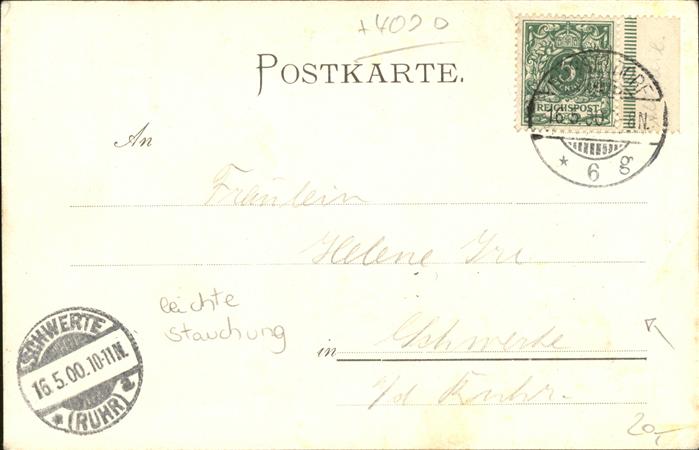 +4020
POSTKARTE.
5
REICHSPOST
16.5.00 N.
* 6 g
An
Fräulein
Helene
leichte
Stauchung
in Schwerte
i/d Ruhr.
SCHWERTE
16.5.00.10-11N.
* (RUHR) c
20,-